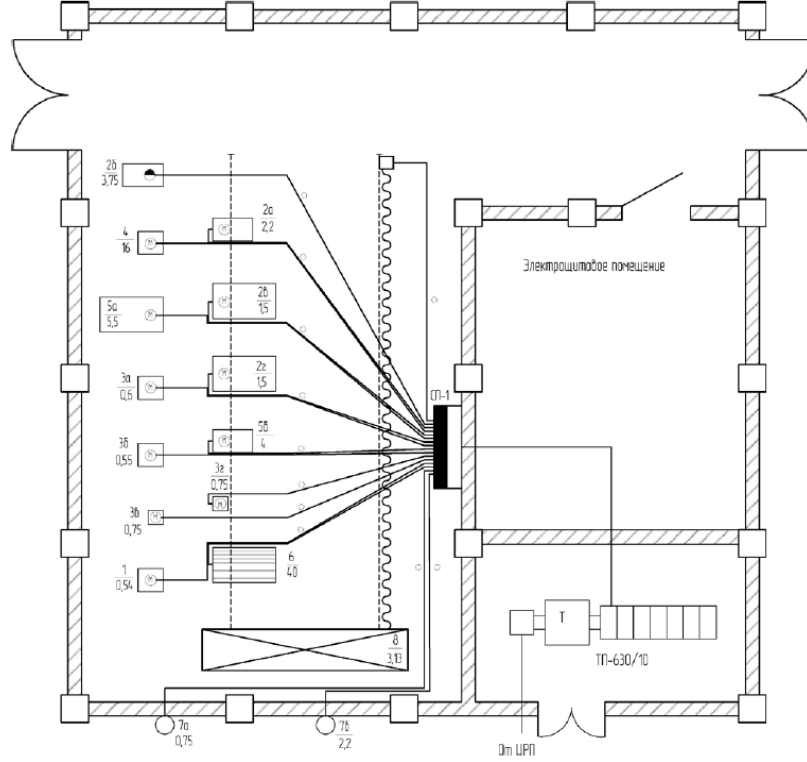 2б
3,75
2а
2,2
4
16
Электрощитовое помещение
2в
1,5
5а
5,5
2г
1,5
3а
0,6
СП-1
5б
4
3б
0,55
3г
0,75
3в
0,75
6
40
1
0,54
Т
ТП-630/10
8
3,13
7а
0,75
7б
2,2
От ЦРП
М
М
М
М
М
М
М
М
М
М
М